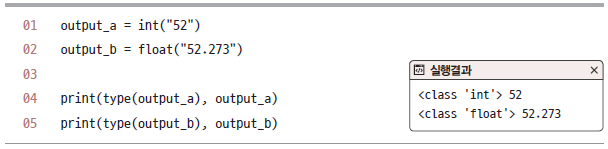 01 output_a = int("52")
02 output_b = float("52.273")
03
04 print(type(output_a), output_a)
05 print(type(output_b), output_b)
실행결과
<class 'int'> 52
<class 'float'> 52.273